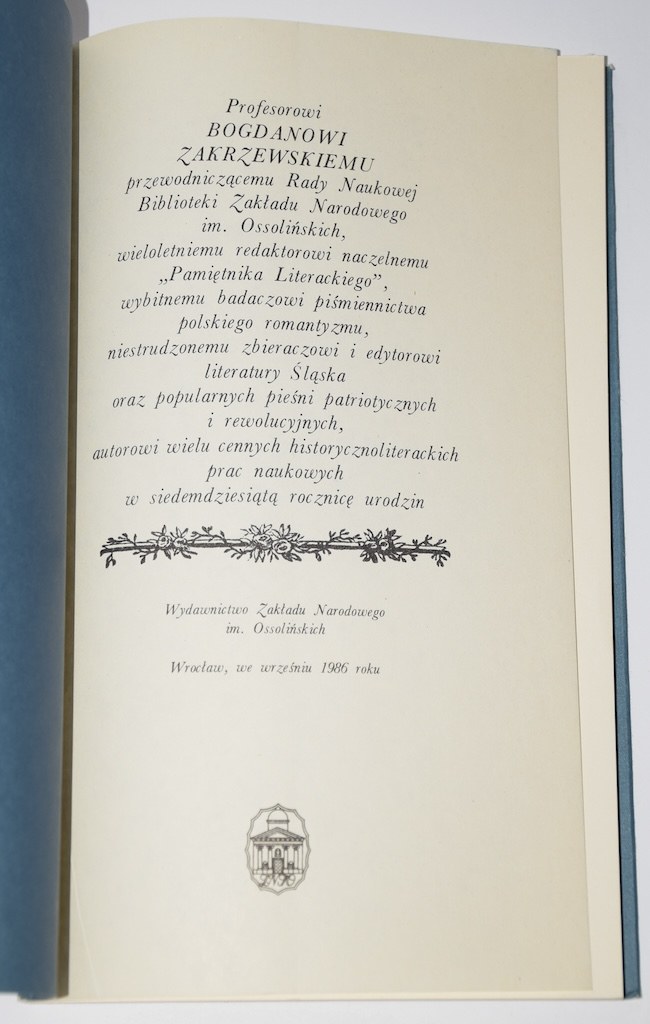 Profesorowi
BOGDANOWI
ZAKRZEWSKIEMU
przewodniczącemu Rady Naukowej
Biblioteki Zakładu Narodowego
im. Ossolińskich,
wieloletniemu redaktorowi naczelnemu
„Pamiętnika Literackiego”,
wybitnemu badaczowi piśmiennictwa
polskiego romantyzmu,
niestrudzonemu zbieraczowi i edytorowi
literatury Śląska
oraz popularnych pieśni patriotycznych
i rewolucyjnych,
autorowi wielu cennych historycznoliterackich
prac naukowych
w siedemdziesiątą rocznicę urodzin
Wydawnictwo Zakładu Narodowego
im. Ossolińskich
Wrocław, we wrześniu 1986 roku